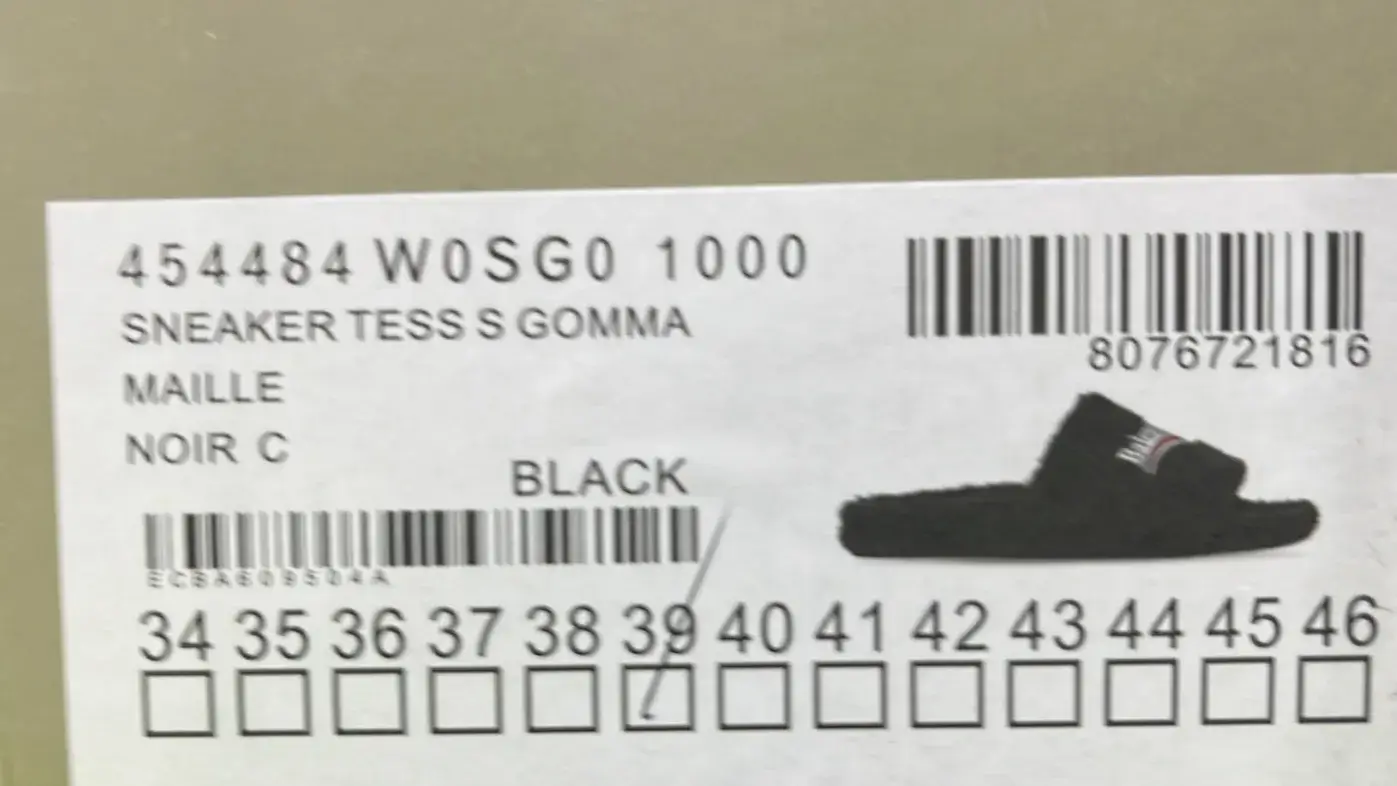 454484 W0SG0 1000
8076721816
SNEAKER TESS S GOMMA
MAILLE
NOIR C
BLACK
34 35 36 37 38 39 40 41 42 43 44 45 46